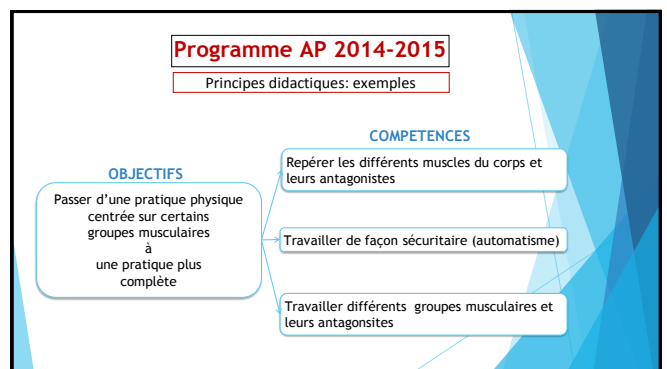 Programme AP 2014-2015
Principes didactiques: exemples
COMPETENCES
OBJECTIFS
Passer d'une pratique physique
centrée sur certains
groupes musculaires
à
une pratique plus
complète
Repérer les différents muscles du corps et
leurs antagonistes
Travailler de façon sécuritaire (automatisme)
Travailler différents groupes musculaires et
leurs antagonsites